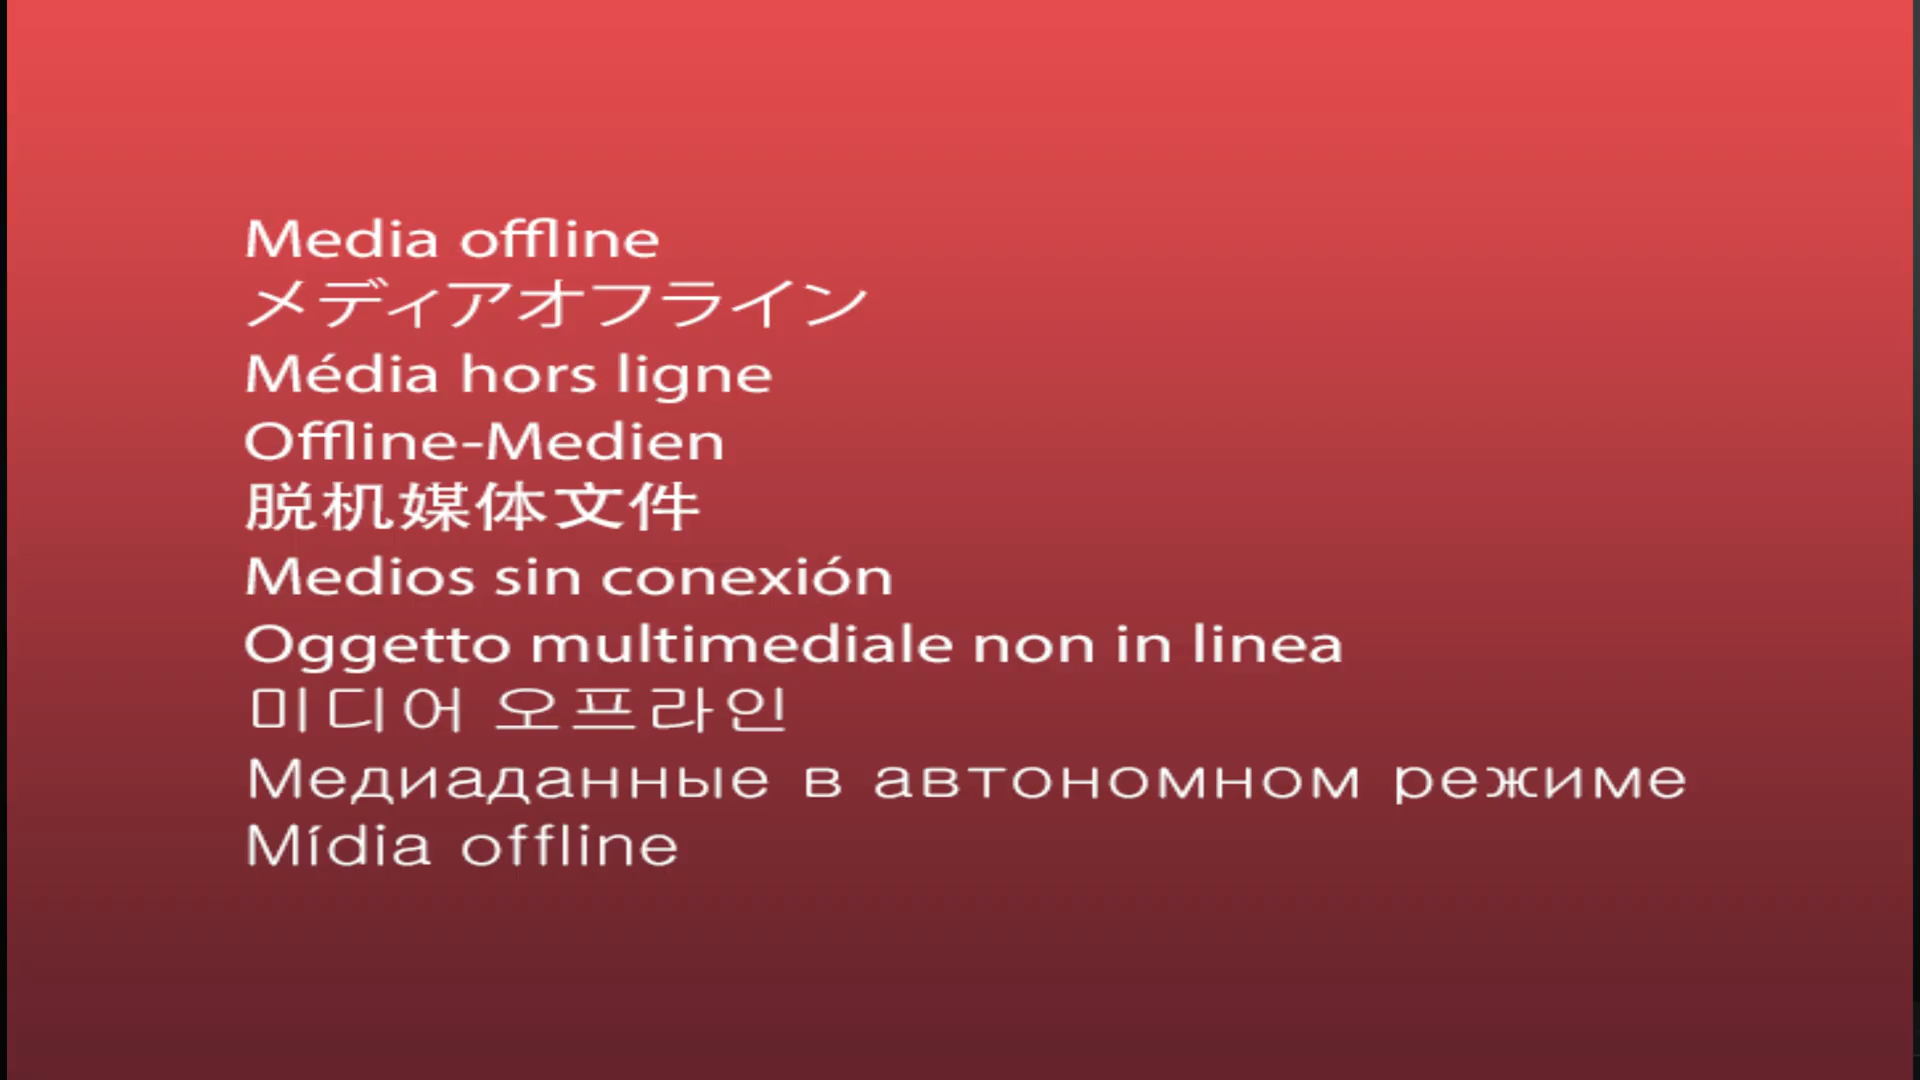 Media offline
メディアオフライン
Média hors ligne
Offline-Medien
脱机媒体文件
Medios sin conexión
Oggetto multimediale non in linea
미디어 오프라인
Медиаданные в автономном режиме
Mídia offline